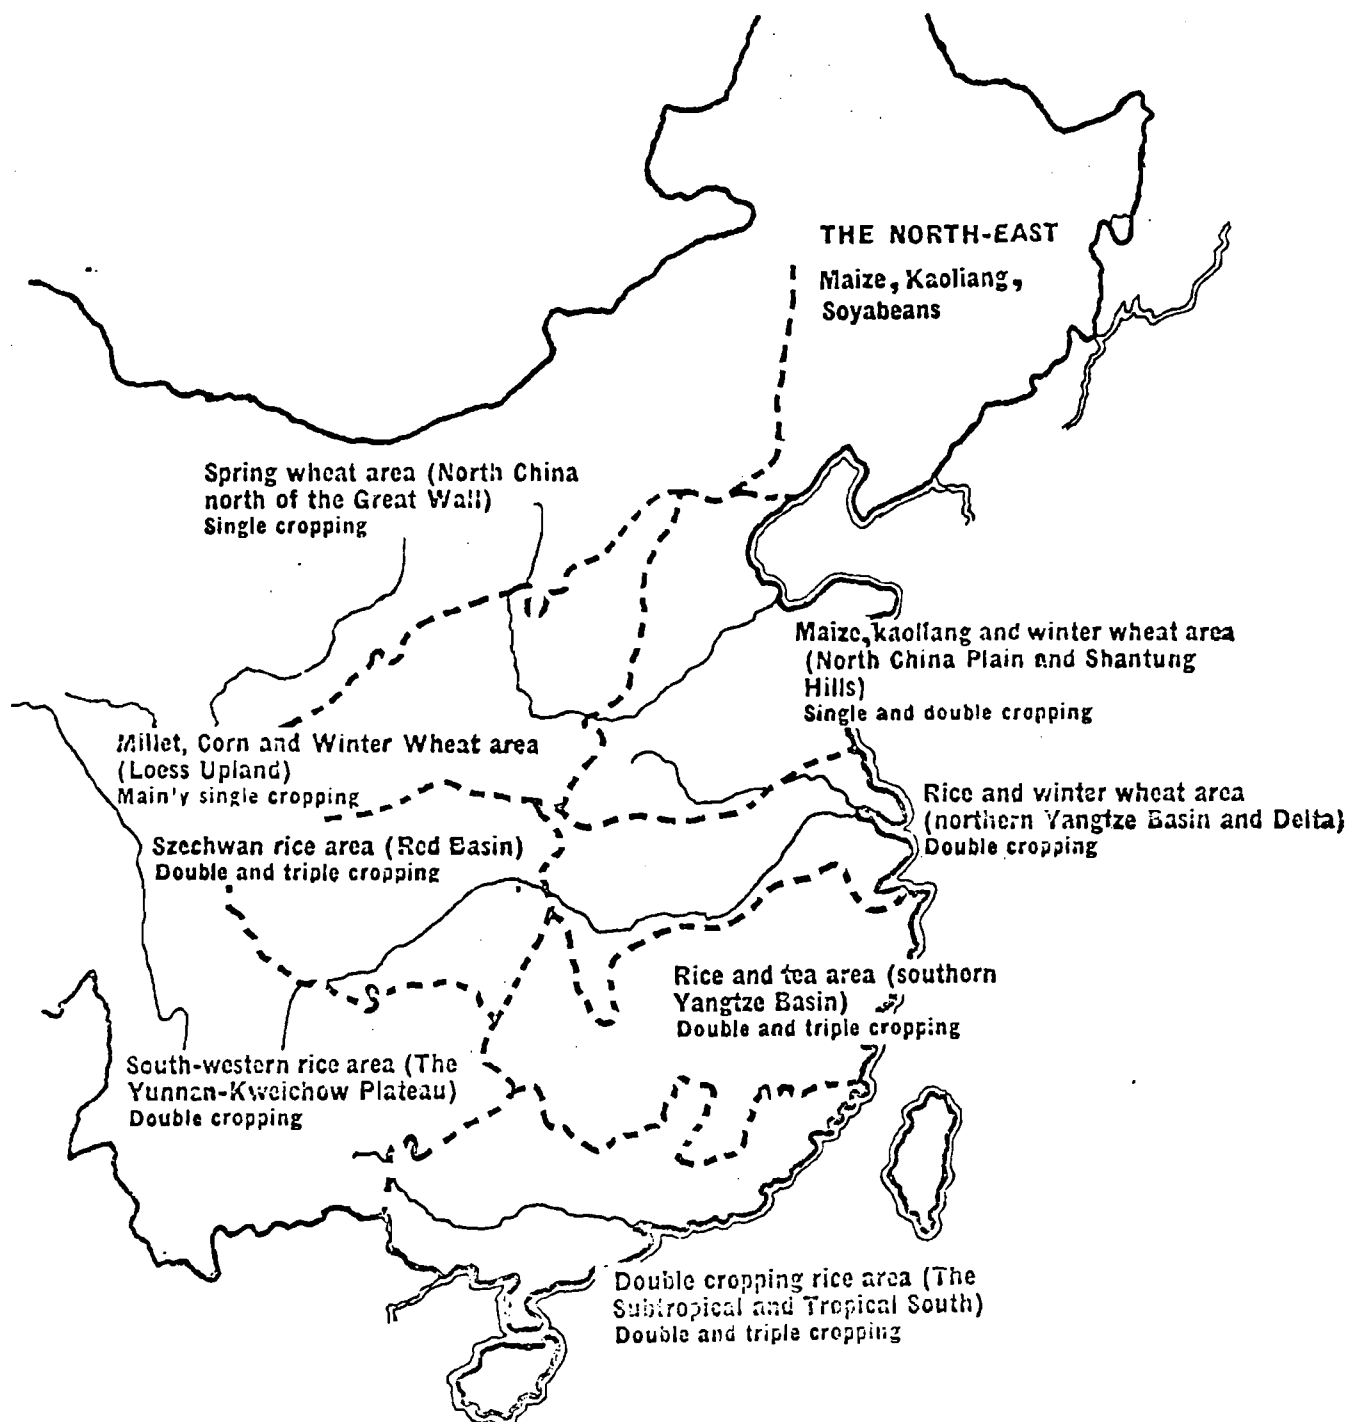 THE NORTH-EAST
Maize, Kaoliang,
Soyabeans
Spring wheat area (North China
north of the Great Wall)
Single cropping
Maize, kaoliang and winter wheat area
(North China Plain and Shantung
Hills)
Single and double cropping
Millet, Corn and Winter Wheat area
(Loess Upland)
Main'y single cropping
Rice and winter wheat area
(northern Yangtze Basin and Delta)
Double cropping
Szechwan rice area (Red Basin)
Double and triple cropping
Rice and tea area (southern
Yangtze Basin)
Double and triple cropping
South-western rice area (The
Yunnan-Kweichow Plateau)
Double cropping
Double cropping rice area (The
Subtropical and Tropical South)
Double and triple cropping